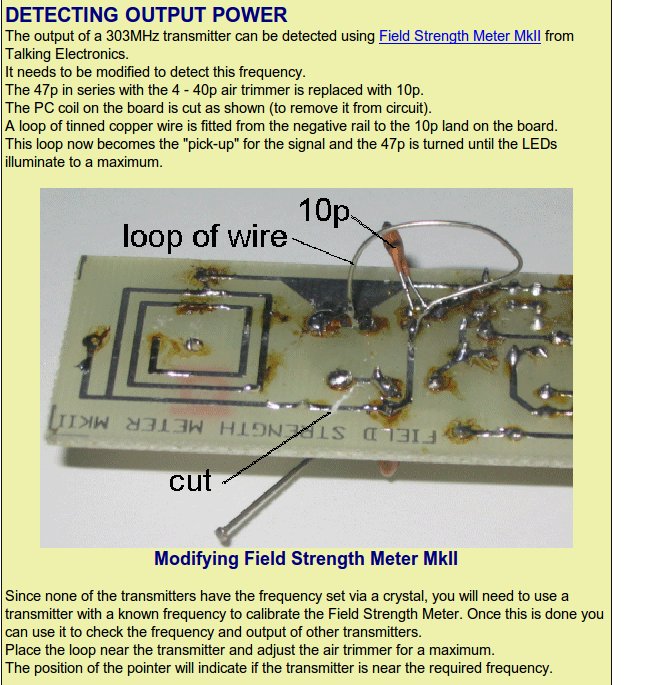 DETECTING OUTPUT POWER
The output of a 303MHz transmitter can be detected using Field Strength Meter MkII from
Talking Electronics.
It needs to be modified to detect this frequency.
The 47p in series with the 4 - 40p air trimmer is replaced with 10p.
The PC coil on the board is cut as shown (to remove it from circuit).
A loop of tinned copper wire is fitted from the negative rail to the 10p land on the board.
This loop now becomes the "pick-up" for the signal and the 47p is turned until the LEDs
illuminate to a maximum.
10p
loop of wire
FIELD STRENGTH METER MKII
cut
Modifying Field Strength Meter MkII
Since none of the transmitters have the frequency set via a crystal, you will need to use a
transmitter with a known frequency to calibrate the Field Strength Meter. Once this is done you
can use it to check the frequency and output of other transmitters.
Place the loop near the transmitter and adjust the air trimmer for a maximum.
The position of the pointer will indicate if the transmitter is near the required frequency.